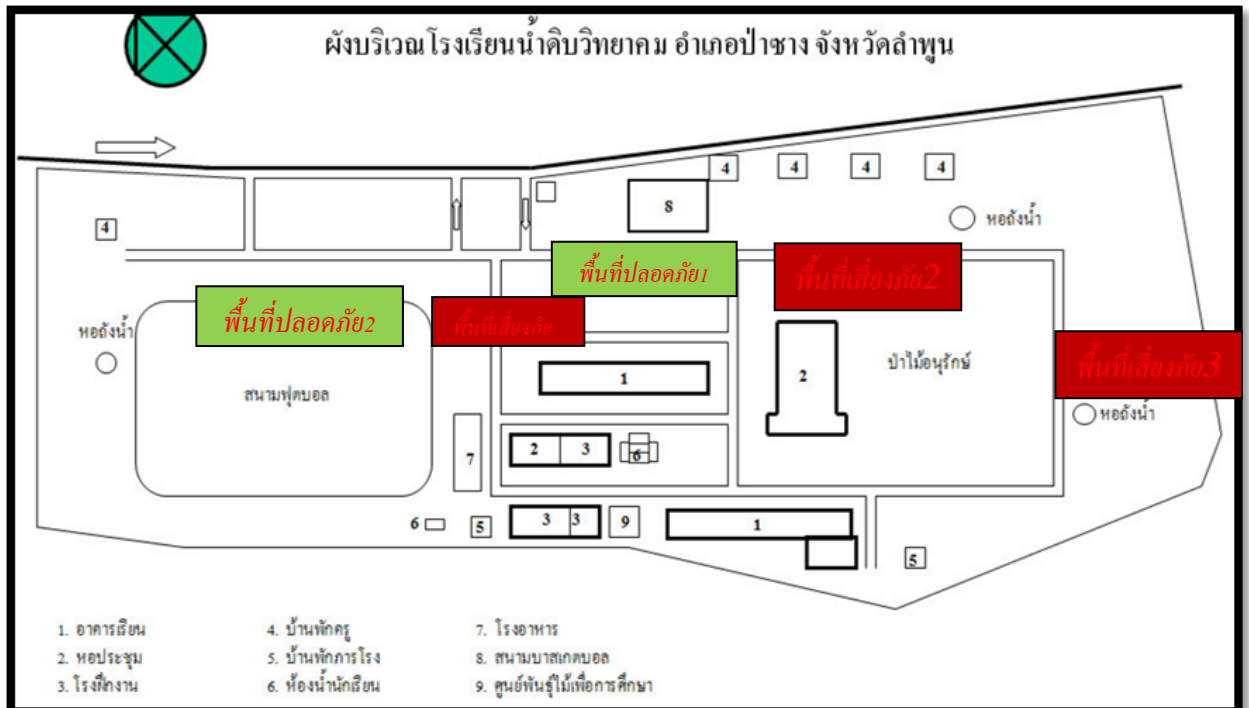 ผังบริเวณโรงเรียนน้ำดิบวิทยาคม อำเภอป่าซาง จังหวัดลำพูน
4 4 4 4
8
4
หอถังน้ำ
พื้นที่ปลอดภัย1
พื้นที่เสี่ยงภัย2
พื้นที่ปลอดภัย2
พื้นที่เสี่ยงภัย
หอถังน้ำ
พื้นที่เสี่ยงภัย3
สนามฟุตบอล
1
2
ป่าไม้อนุรักษ์
หอถังน้ำ
7
2 3
6
6
5
3 3
9
1
5
1. อาคารเรียน
2. หอประชุม
3. โรงฝึกงาน
4. บ้านพักครู
5. บ้านพักภารโรง
6. ห้องน้ำนักเรียน
7. โรงอาหาร
8. สนามบาสเกตบอล
9. ศูนย์พันธุ์ไม้เพื่อการศึกษา